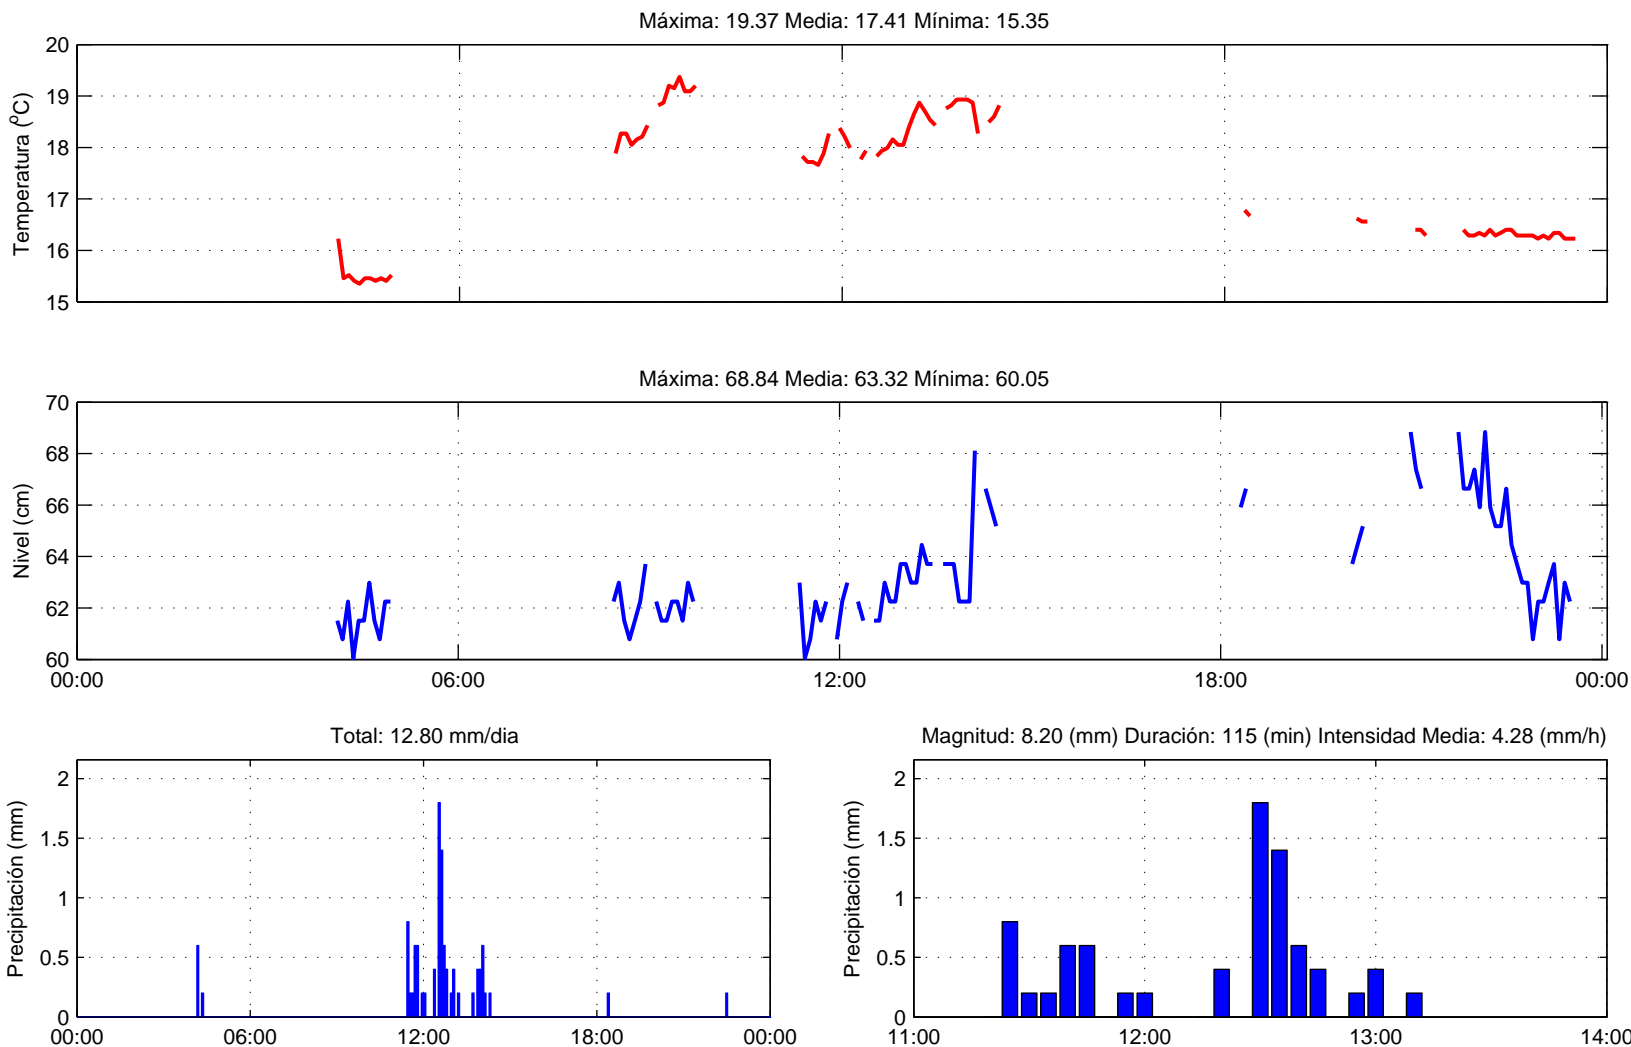 Máxima: 19.37 Media: 17.41 Mínima: 15.35
Temperatura (ºC)
20
19
18
17
16
15
Máxima: 68.84 Media: 63.32 Mínima: 60.05
Nivel (cm)
70
68
66
64
62
60
00:00 06:00 12:00 18:00 00:00
Total: 12.80 mm/dia
Precipitación (mm)
2
1.5
1
0.5
0
00:00 06:00 12:00 18:00 00:00
Magnitud: 8.20 (mm) Duración: 115 (min) Intensidad Media: 4.28 (mm/h)
Precipitación (mm)
2
1.5
1
0.5
0
11:00 12:00 13:00 14:00